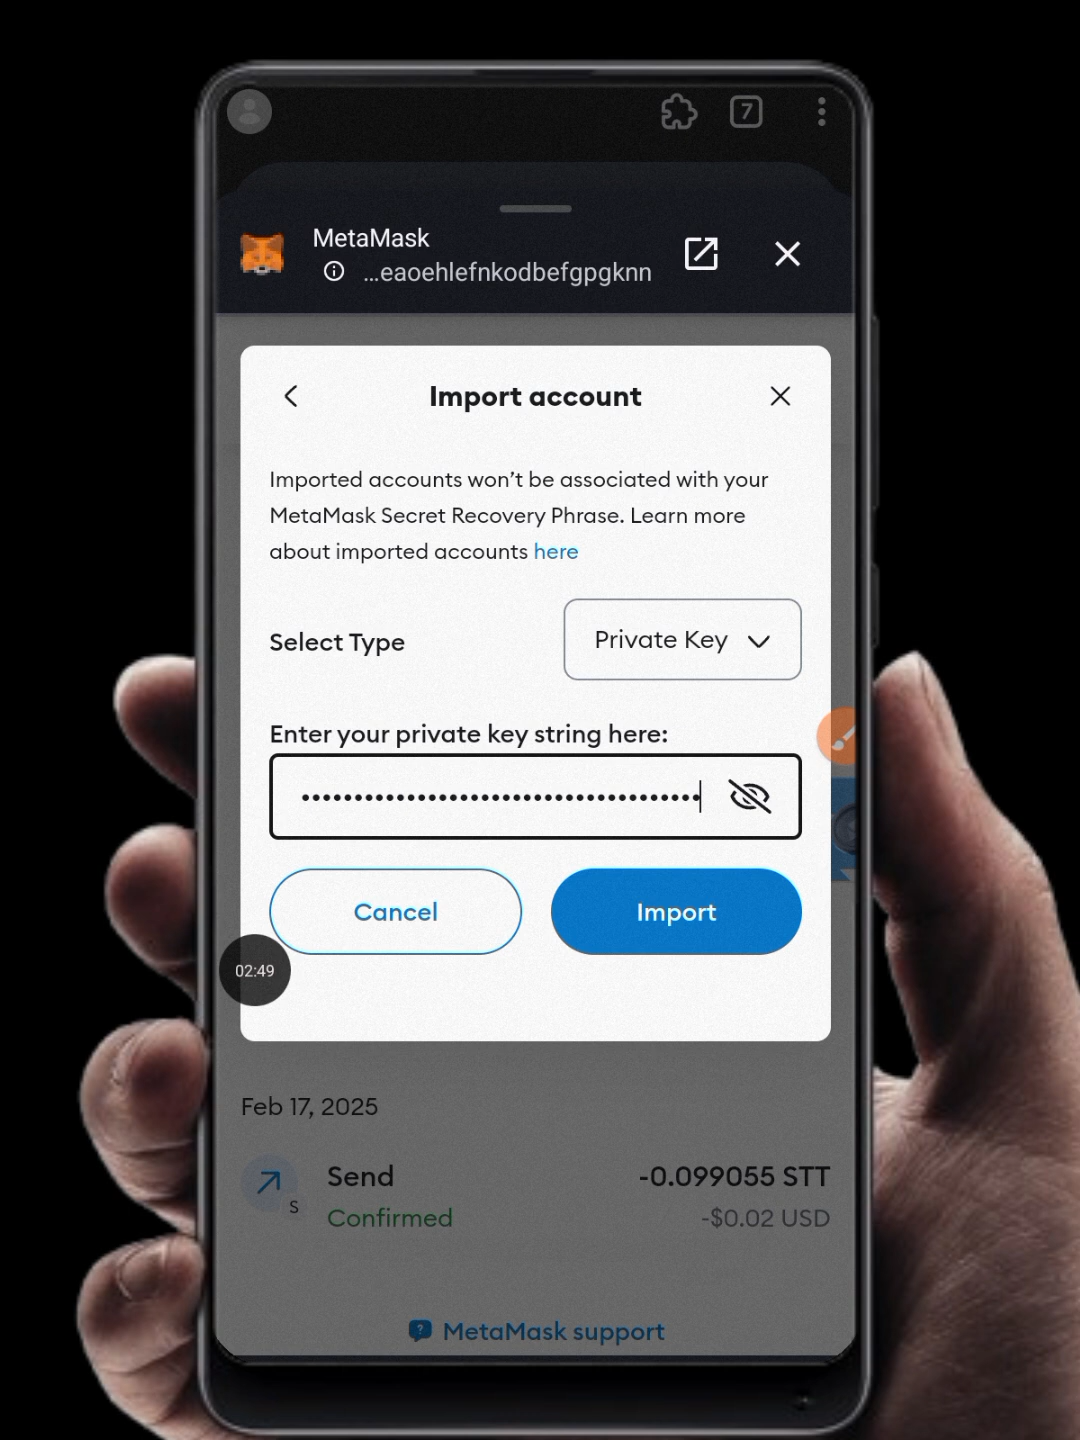 7
MetaMask
...eaoehlefnkodbefgpgknn
Import account
Imported accounts won't be associated with your
MetaMask Secret Recovery Phrase. Learn more
about imported accounts here
Select Type
Private Key
Enter your private key string here:
Cancel
Import
02:49
Feb 17, 2025
Send
-0.099055 STT
S
Confirmed
-$0.02 USD
MetaMask support